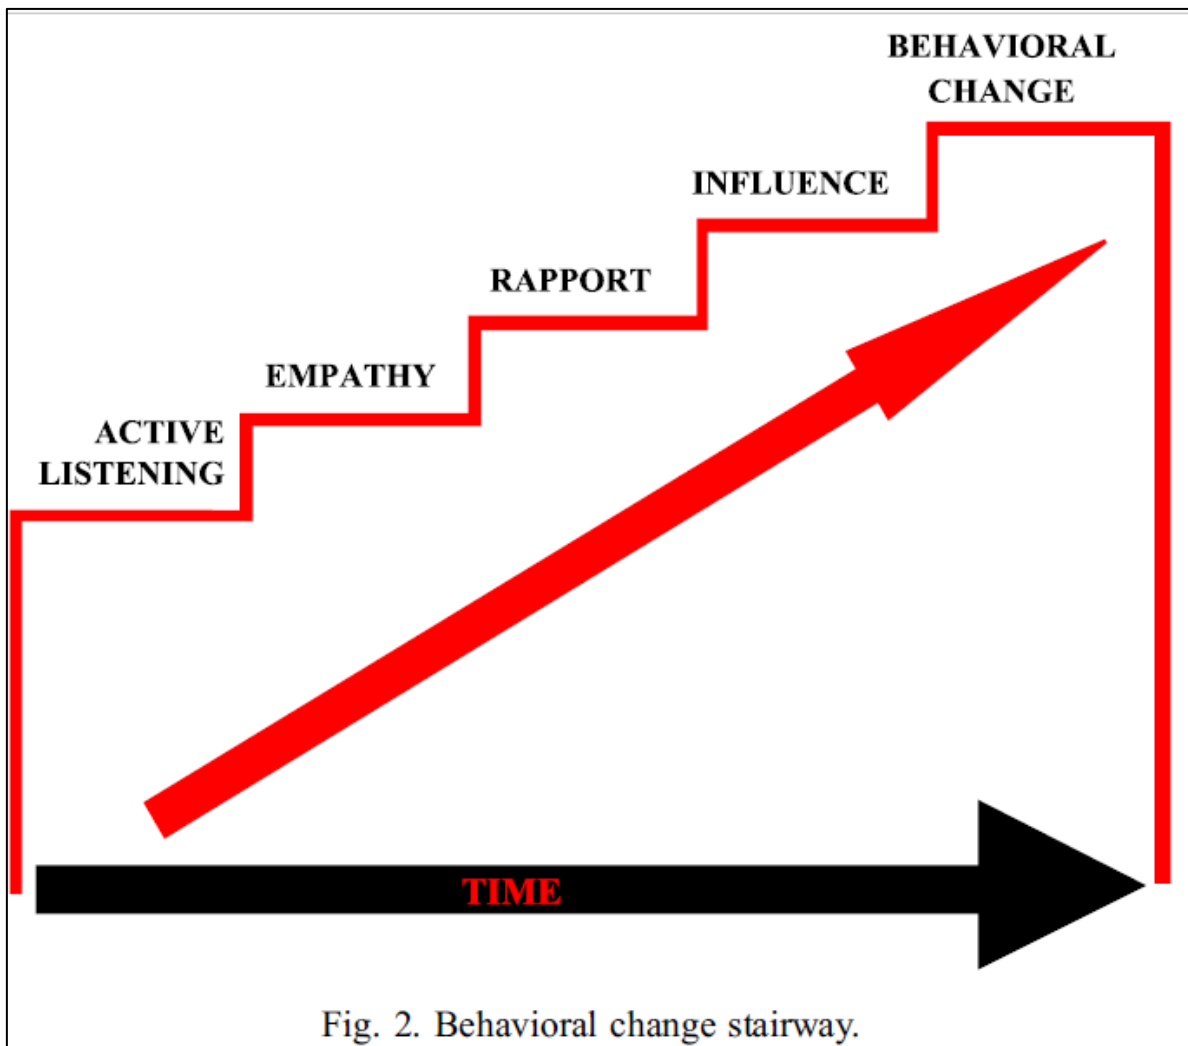 BEHAVIORAL
CHANGE
INFLUENCE
RAPPORT
EMPATHY
ACTIVE
LISTENING
TIME
Fig. 2. Behavioral change stairway.